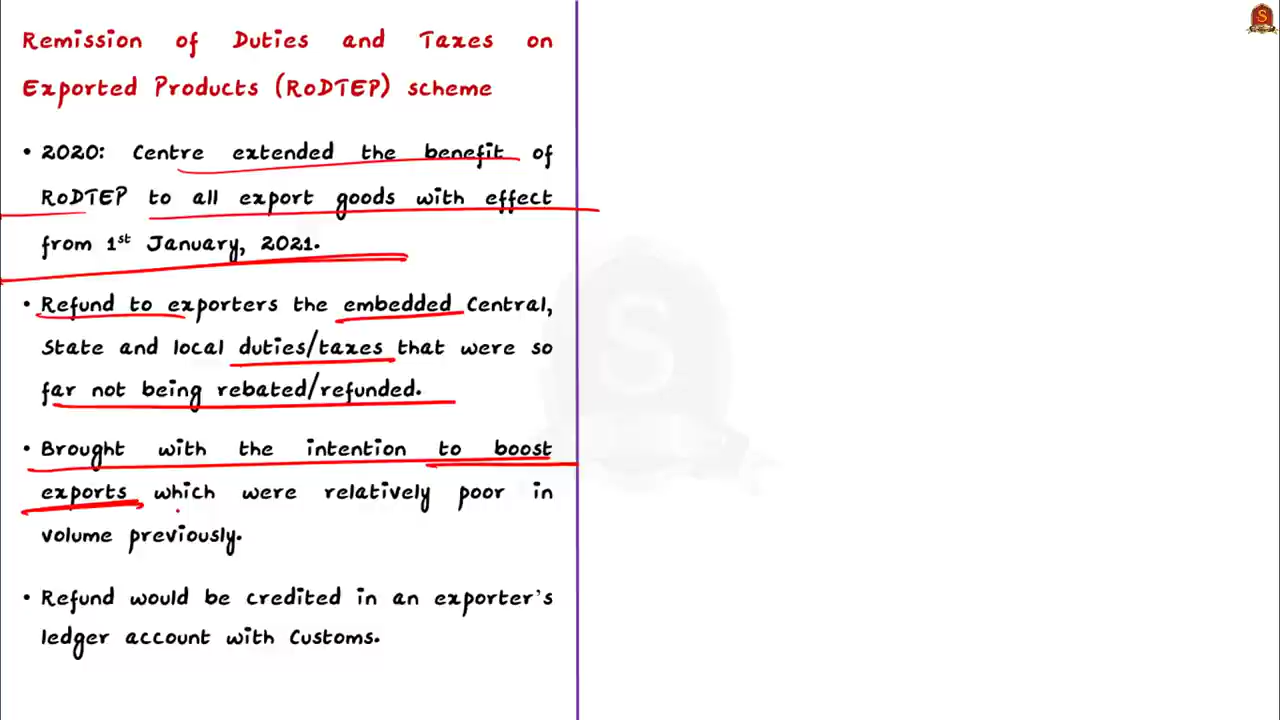 Remission of Duties and Taxes on
Exported Products (RoDTEP) scheme
• 2020: Centre extended the benefit of
RoDTEP to all export goods with effect
from 1st January, 2021.
• Refund to exporters the embedded Central,
State and local duties/taxes that were so
far not being rebated/refunded.
• Brought with the intention to boost
exports which were relatively poor in
volume previously.
• Refund would be credited in an exporter's
ledger account with Customs.
S
S